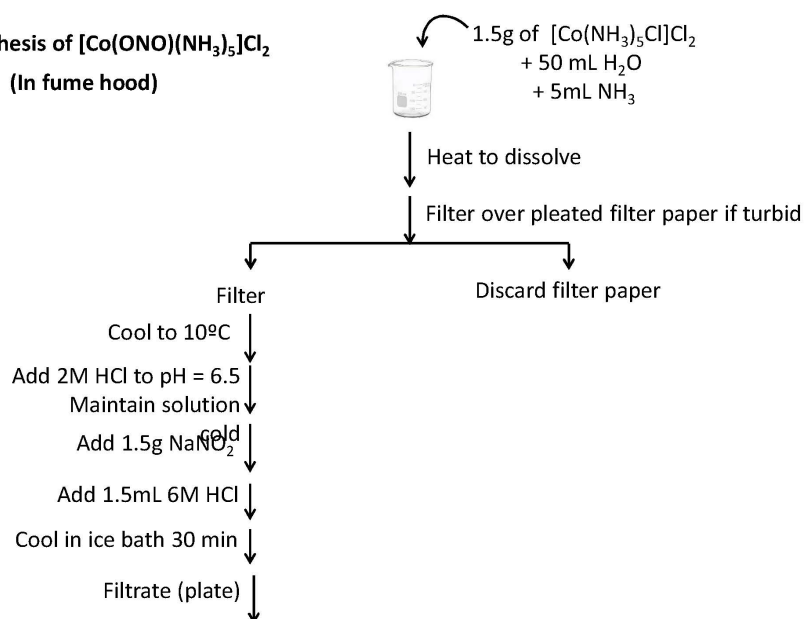 hesis of [Co(ONO)(NH₃)₅]Cl₂
(In fume hood)
1.5g of [Co(NH₃)₅Cl]Cl₂
+ 50 mL H₂O
+ 5mL NH₃
Heat to dissolve
Filter over pleated filter paper if turbid
Filter
Discard filter paper
Cool to 10ºC
Add 2M HCl to pH = 6.5
Maintain solution
cold
Add 1.5g NaNO₂
Add 1.5mL 6M HCl
Cool in ice bath 30 min
Filtrate (plate)